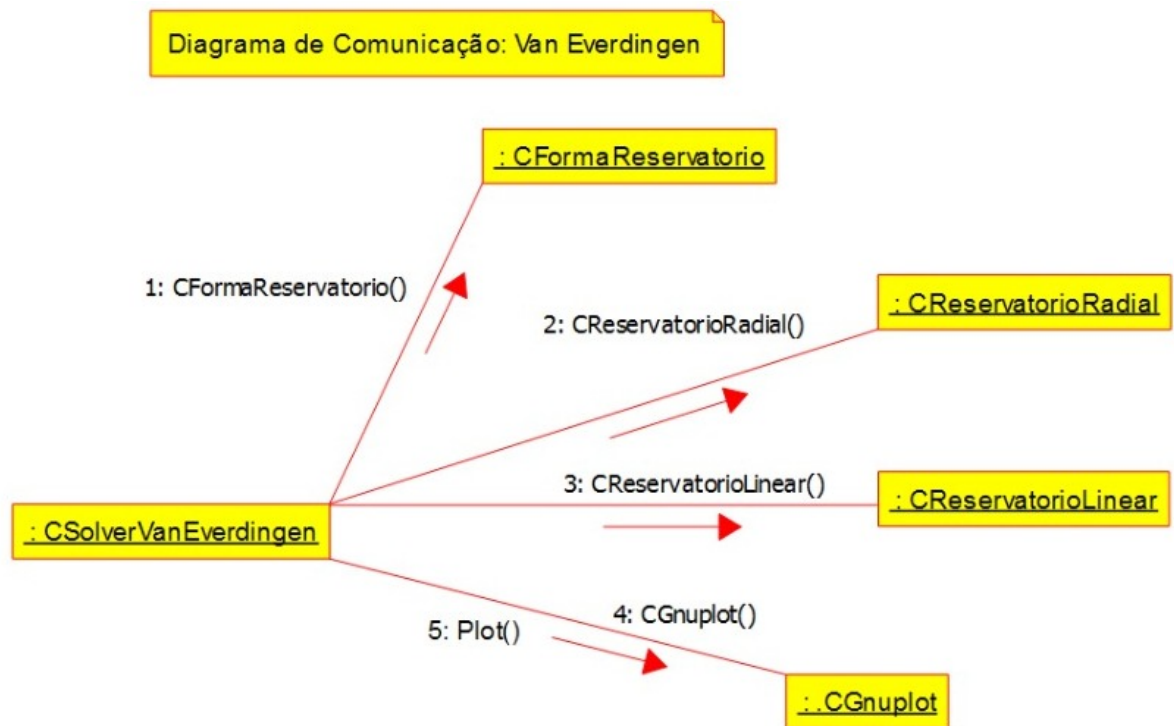 Diagrama de Comunicação: Van Everdingen
: CFormaReservatorio
1: CFormaReservatorio()
: CReservatorioRadial
2: CReservatorioRadial()
3: CReservatorioLinear()
: CReservatorioLinear
: CSolverVanEverdingen
4: CGnuplot()
5: Plot()
: .CGnuplot